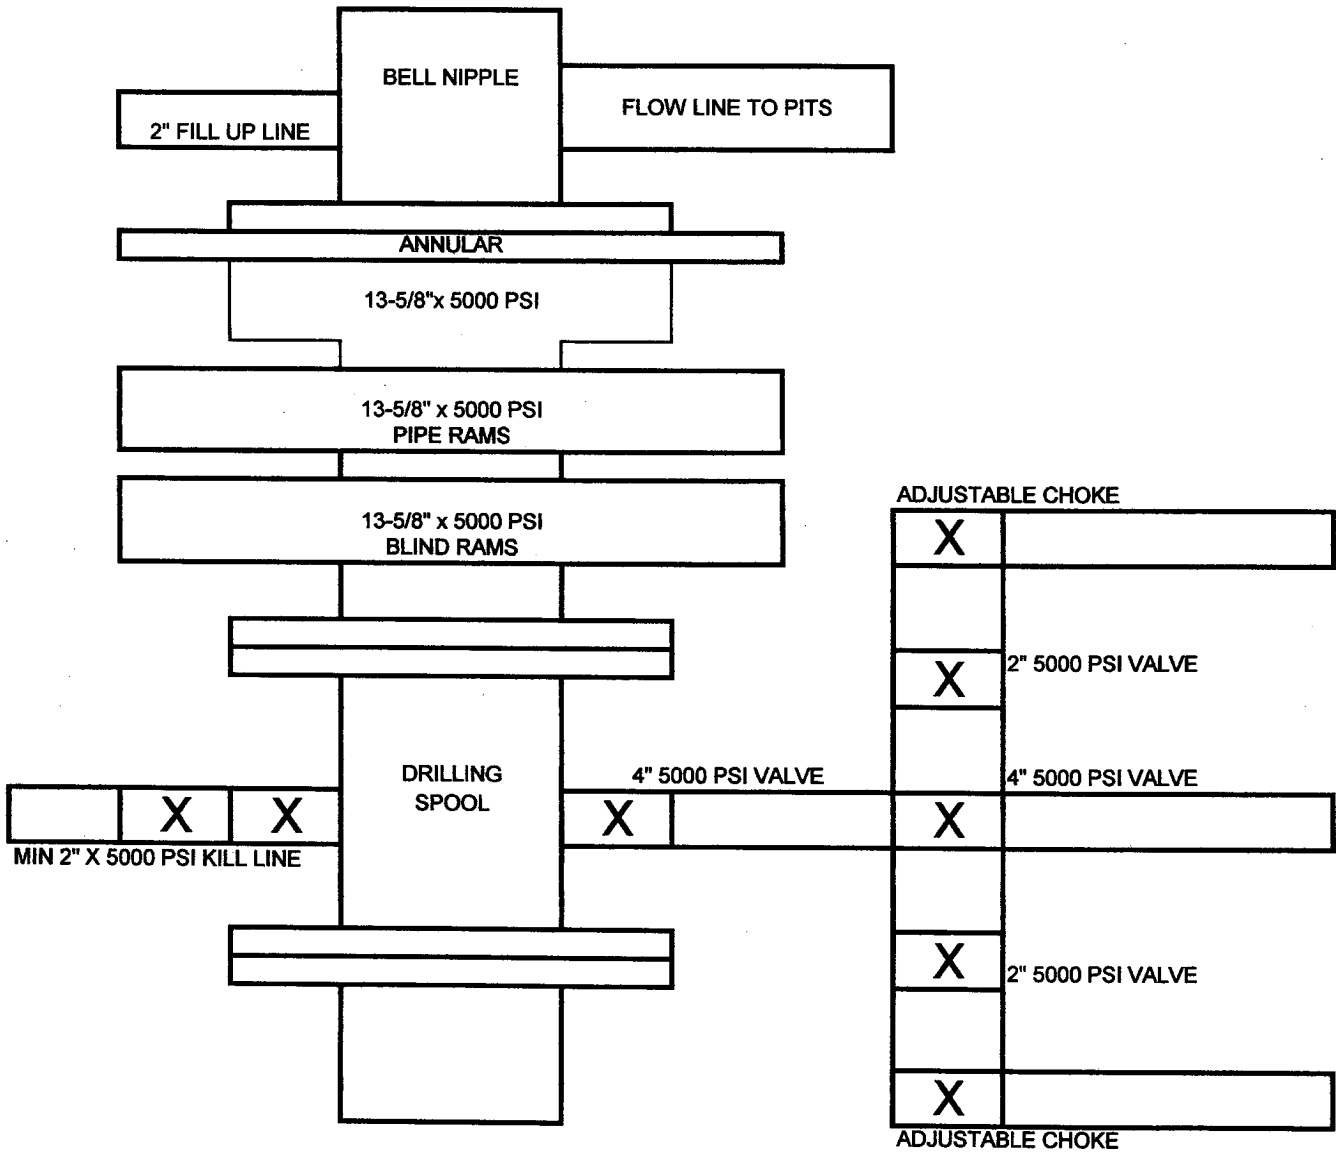 BELL NIPPLE
FLOW LINE TO PITS
2" FILL UP LINE
ANNULAR
13-5/8"x 5000 PSI
13-5/8" x 5000 PSI
PIPE RAMS
13-5/8" x 5000 PSI
BLIND RAMS
ADJUSTABLE CHOKE
X
X
2" 5000 PSI VALVE
DRILLING
SPOOL
4" 5000 PSI VALVE
4" 5000 PSI VALVE
X
X
X
X
MIN 2" X 5000 PSI KILL LINE
X
2" 5000 PSI VALVE
X
ADJUSTABLE CHOKE